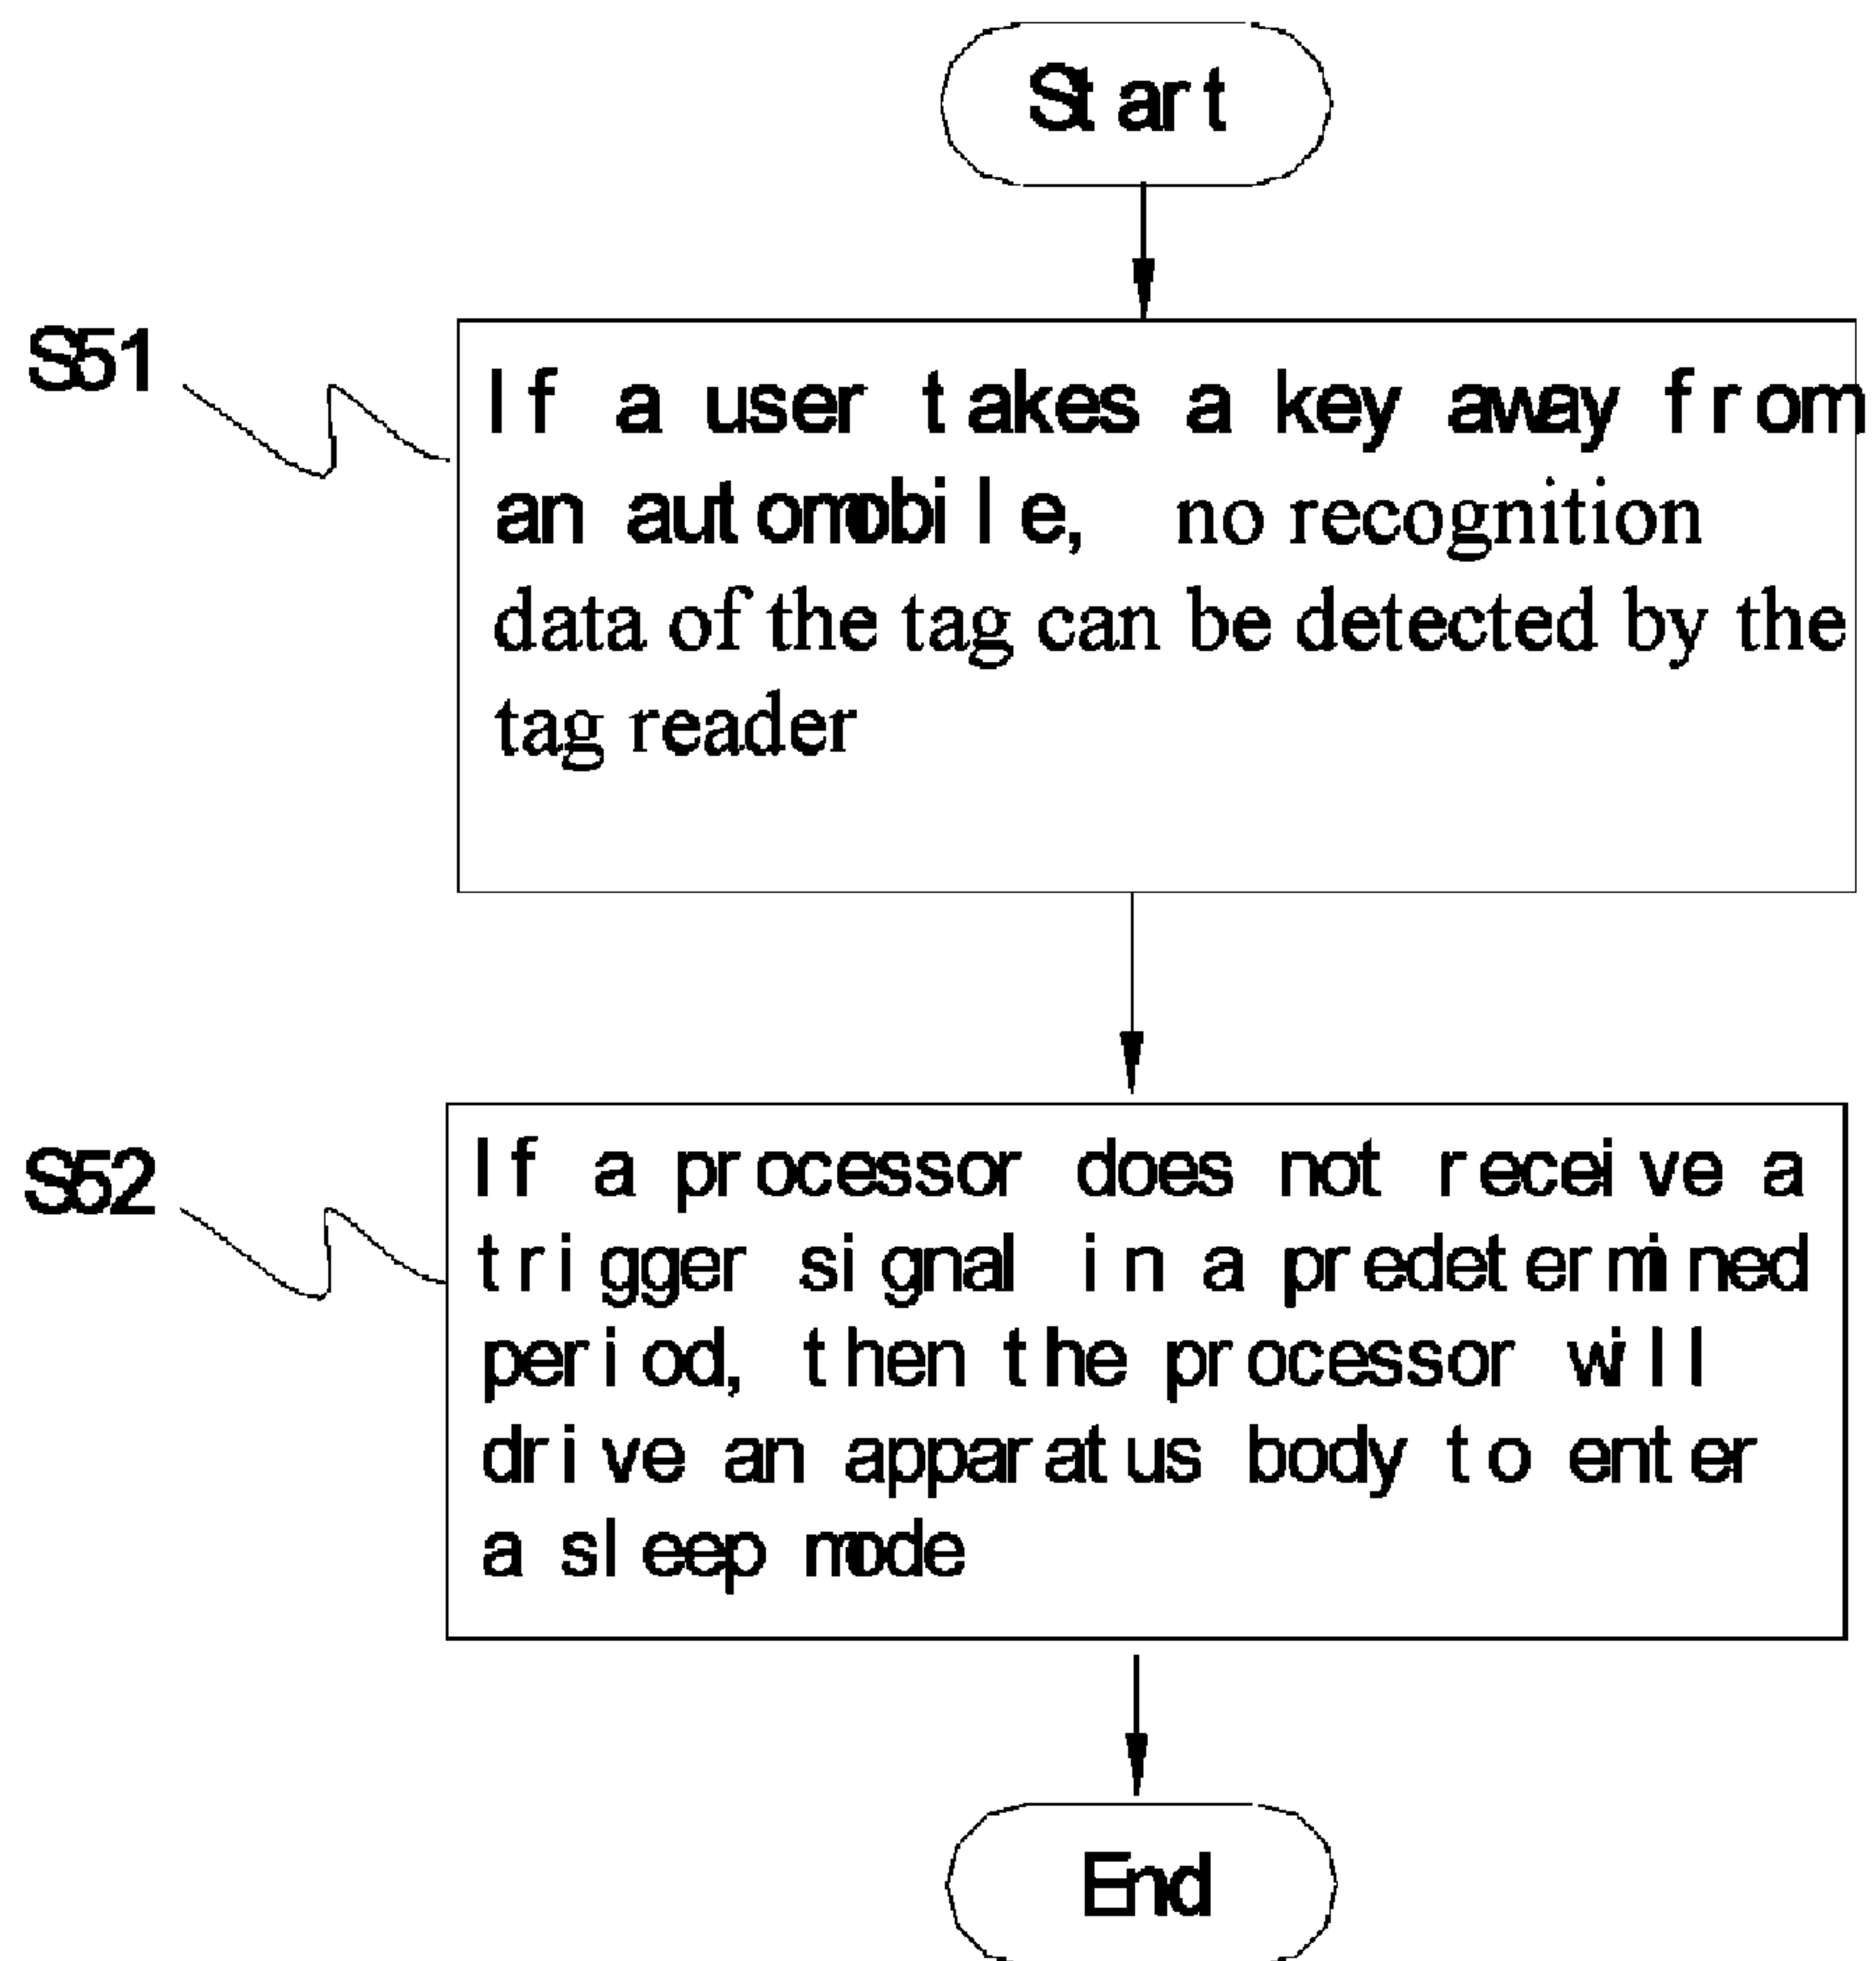 Start
S51
If a user takes a key away from
an automobile, no recognition
data of the tag can be detected by the
tag reader
S52
If a processor does not receive a
trigger signal in a predetermined
period, then the processor will
drive an apparatus body to enter
a sleep mode
End